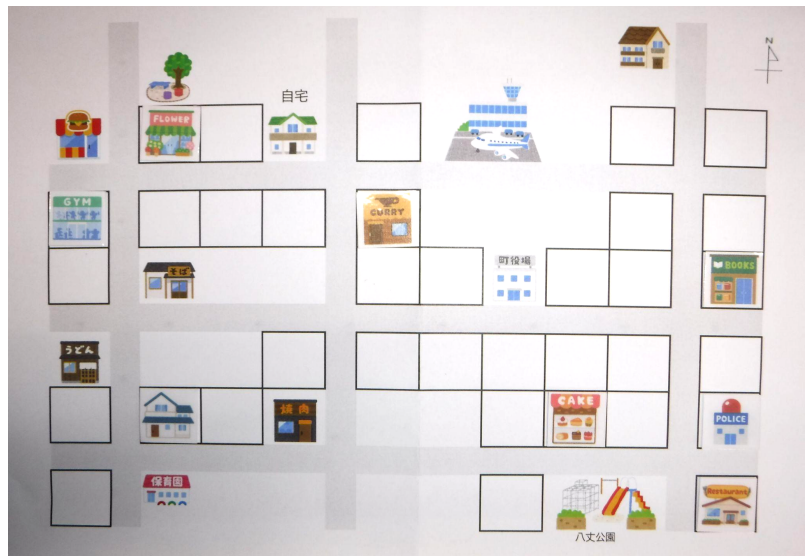 N
自宅
FLOWER
GYM
CURRY
町役場
そば
BOOKS
うどん
焼肉
CAKE
POLICE
保育園
Restaurant
八丈公園